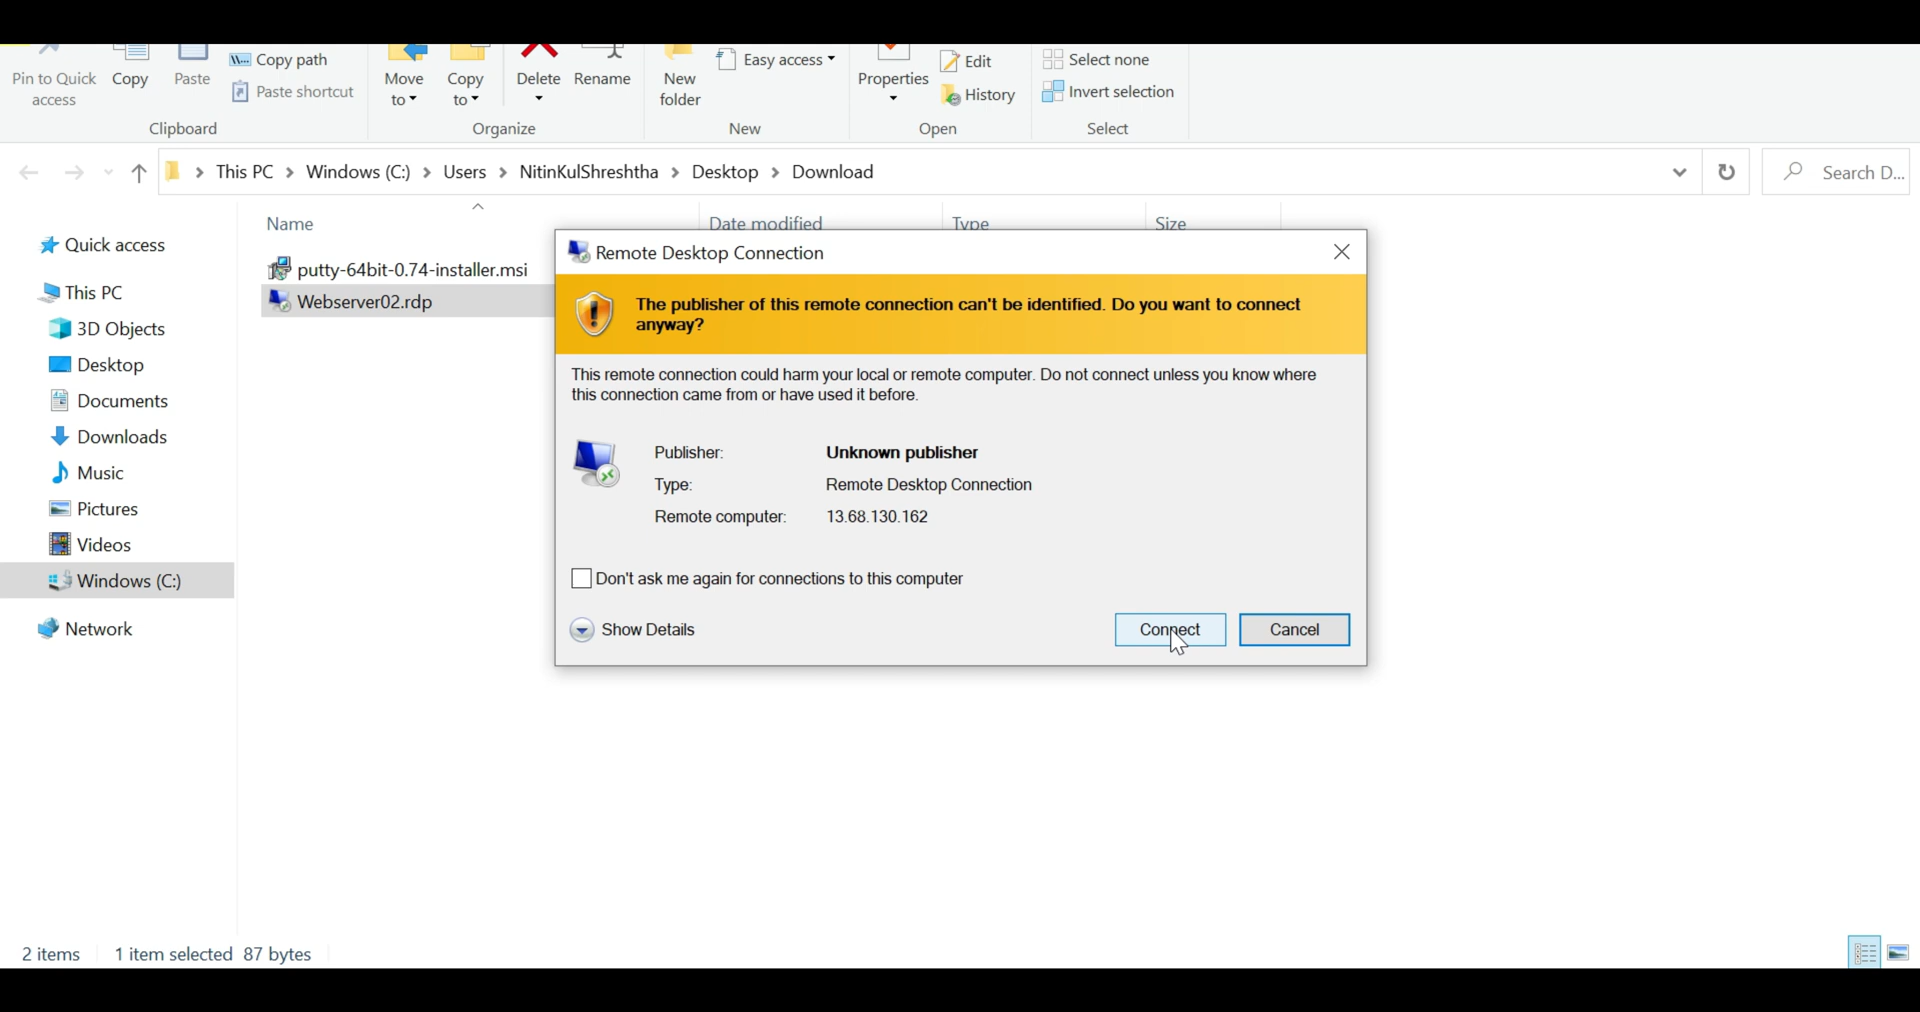 Copy path
Easy access
Edit
Select none
Pin to Quick access
Copy
Paste
Paste shortcut
Move to
Copy to
Delete
Rename
New folder
Properties
History
Invert selection
Clipboard
Organize
New
Open
Select
This PC > Windows (C:) > Users > NitinKulShreshtha > Desktop > Download
Search D...
Name
Date modified
Type
Size
Quick access
This PC
3D Objects
Desktop
Documents
Downloads
Music
Pictures
Videos
Windows (C:)
Network
putty-64bit-0.74-installer.msi
Webserver02.rdp
Remote Desktop Connection
The publisher of this remote connection can't be identified. Do you want to connect
anyway?
This remote connection could harm your local or remote computer. Do not connect unless you know where
this connection came from or have used it before.
Publisher: Unknown publisher
Type: Remote Desktop Connection
Remote computer: 13.68.130.162
Don't ask me again for connections to this computer
Show Details
Connect
Cancel
2 items
1 item selected 87 bytes